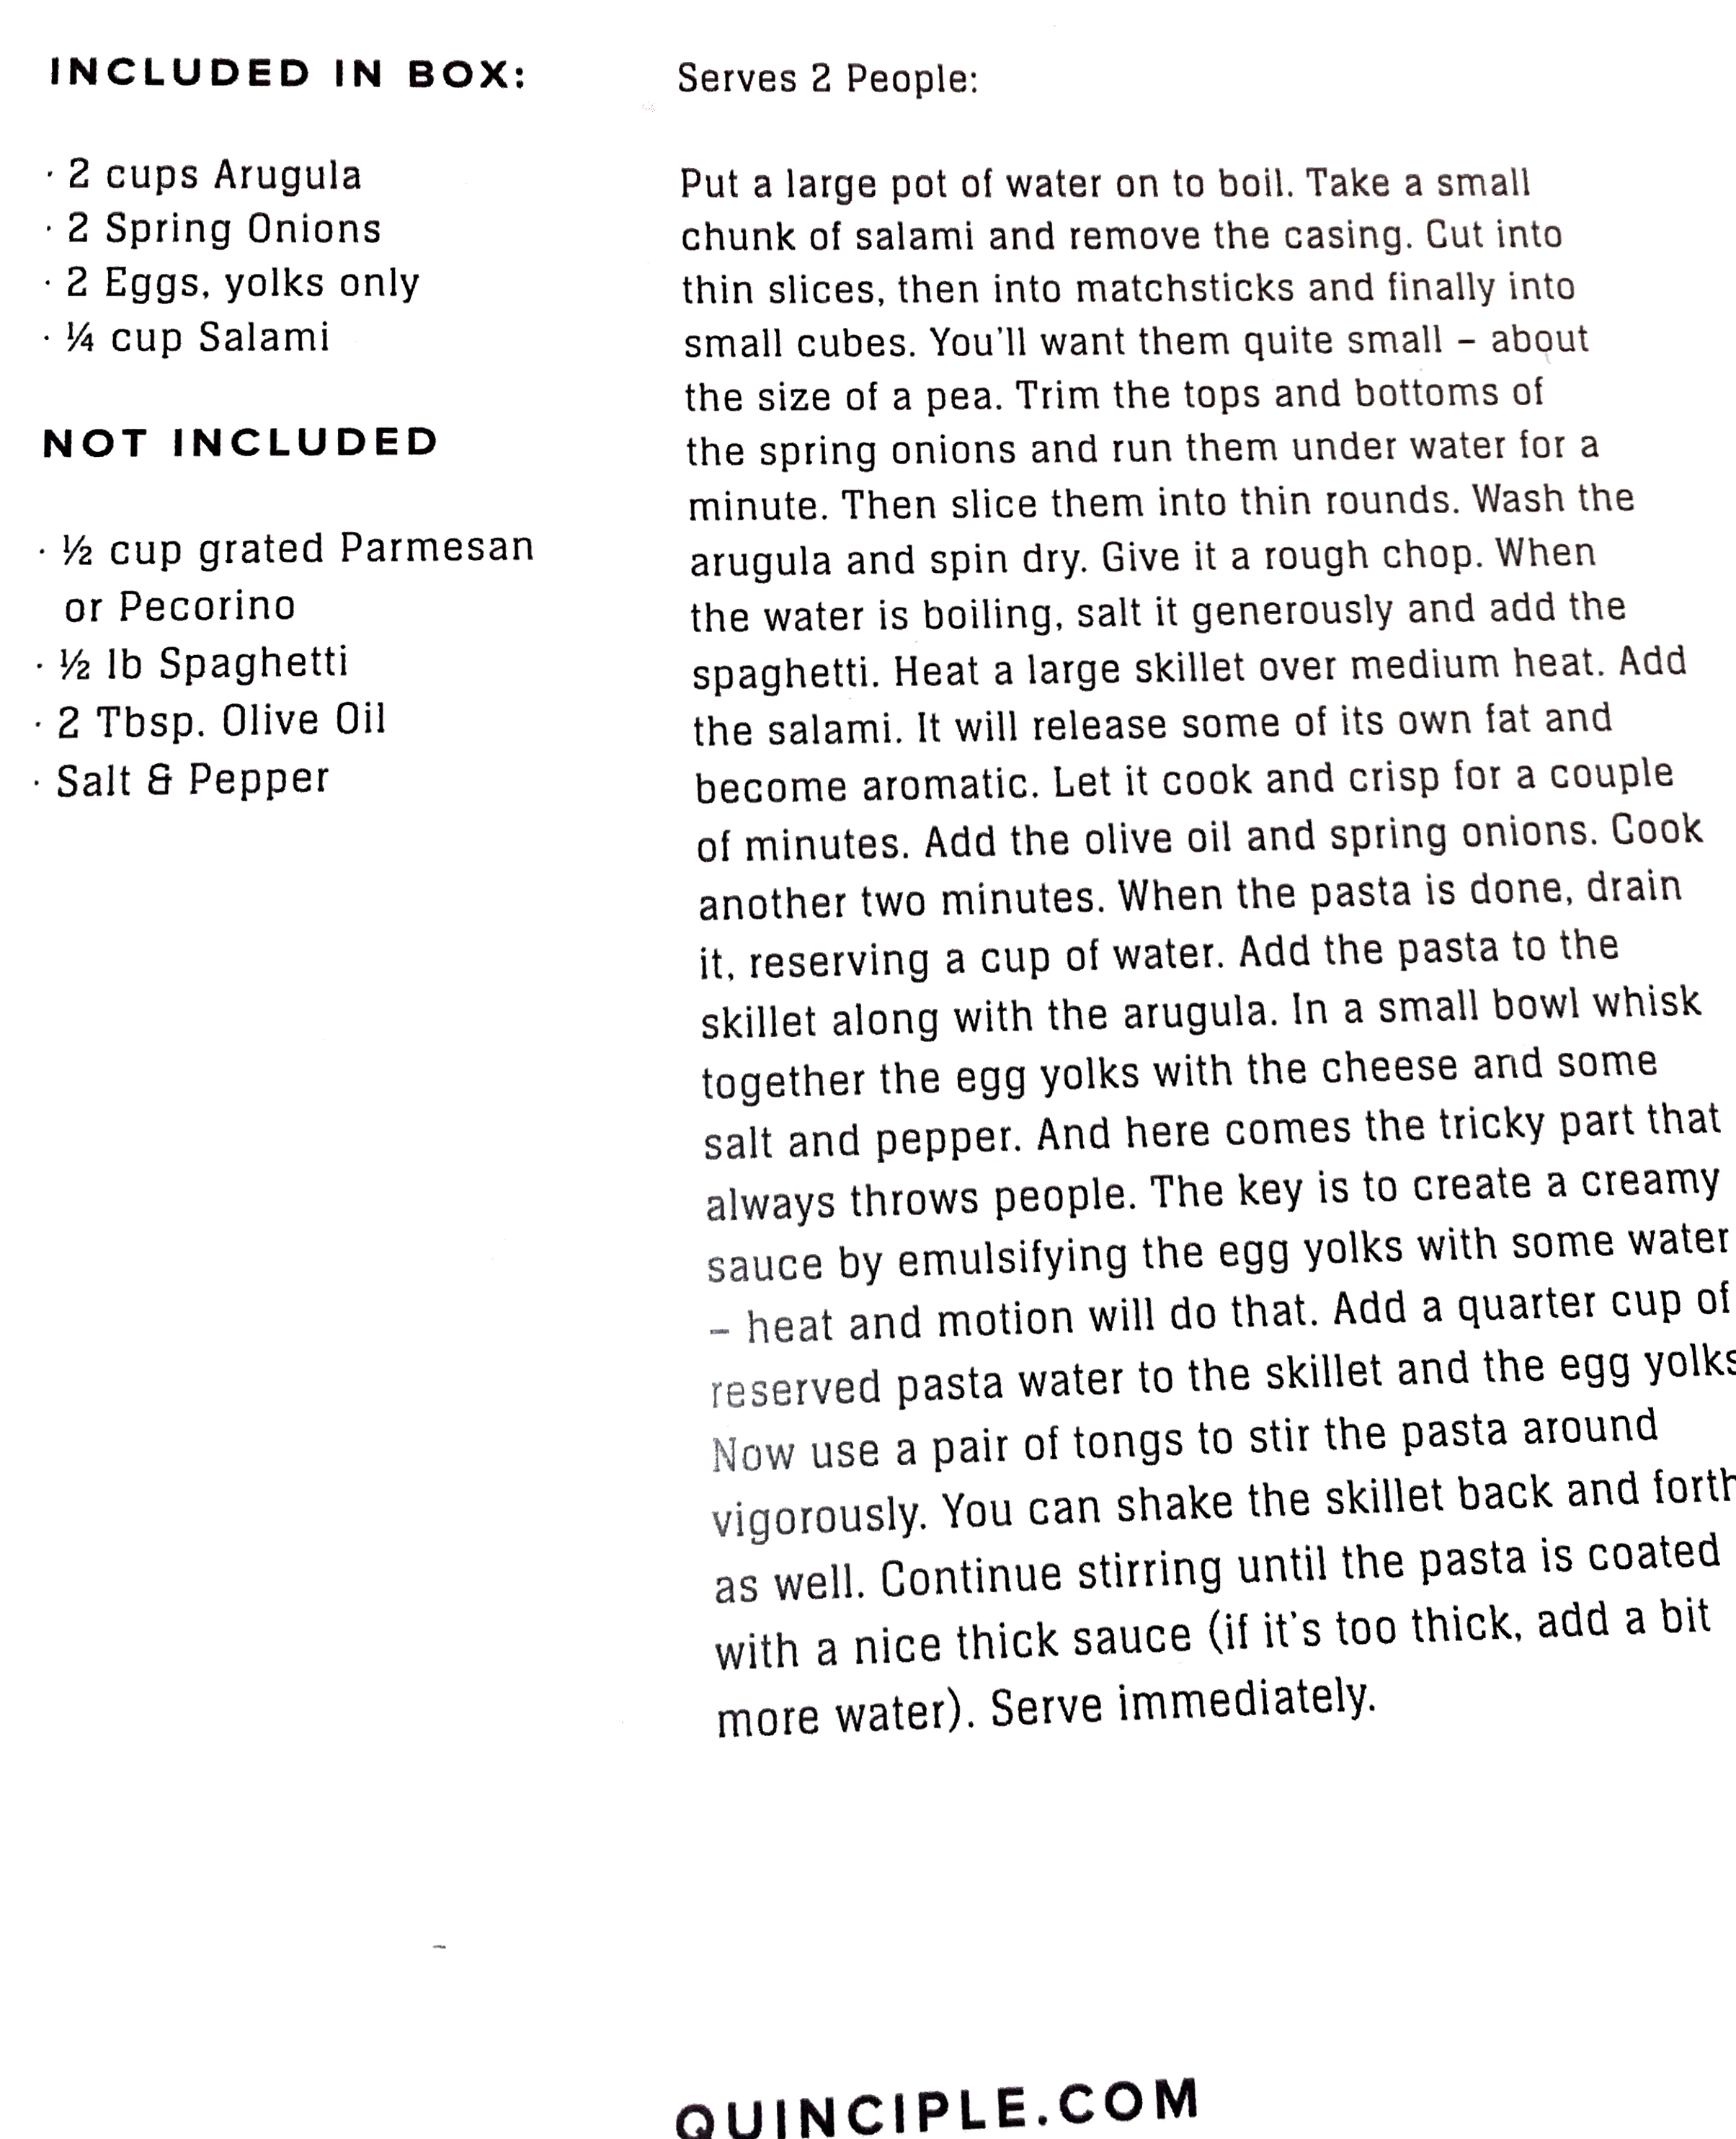 INCLUDED IN BOX:
· 2 cups Arugula
· 2 Spring Onions
· 2 Eggs, yolks only
· ¼ cup Salami
NOT INCLUDED
· ½ cup grated Parmesan
or Pecorino
· ½ lb Spaghetti
· 2 Tbsp. Olive Oil
· Salt & Pepper
Serves 2 People:
Put a large pot of water on to boil. Take a small
chunk of salami and remove the casing. Cut into
thin slices, then into matchsticks and finally into
small cubes. You'll want them quite small – about
the size of a pea. Trim the tops and bottoms of
the spring onions and run them under water for a
minute. Then slice them into thin rounds. Wash the
arugula and spin dry. Give it a rough chop. When
the water is boiling, salt it generously and add the
spaghetti. Heat a large skillet over medium heat. Add
the salami. It will release some of its own fat and
become aromatic. Let it cook and crisp for a couple
of minutes. Add the olive oil and spring onions. Cook
another two minutes. When the pasta is done, drain
it, reserving a cup of water. Add the pasta to the
skillet along with the arugula. In a small bowl whisk
together the egg yolks with the cheese and some
salt and pepper. And here comes the tricky part that
always throws people. The key is to create a creamy
sauce by emulsifying the egg yolks with some water
– heat and motion will do that. Add a quarter cup of
reserved pasta water to the skillet and the egg yolks
Now use a pair of tongs to stir the pasta around
vigorously. You can shake the skillet back and forth
as well. Continue stirring until the pasta is coated
with a nice thick sauce (if it's too thick, add a bit
more water). Serve immediately.
QUINCIPLE.COM